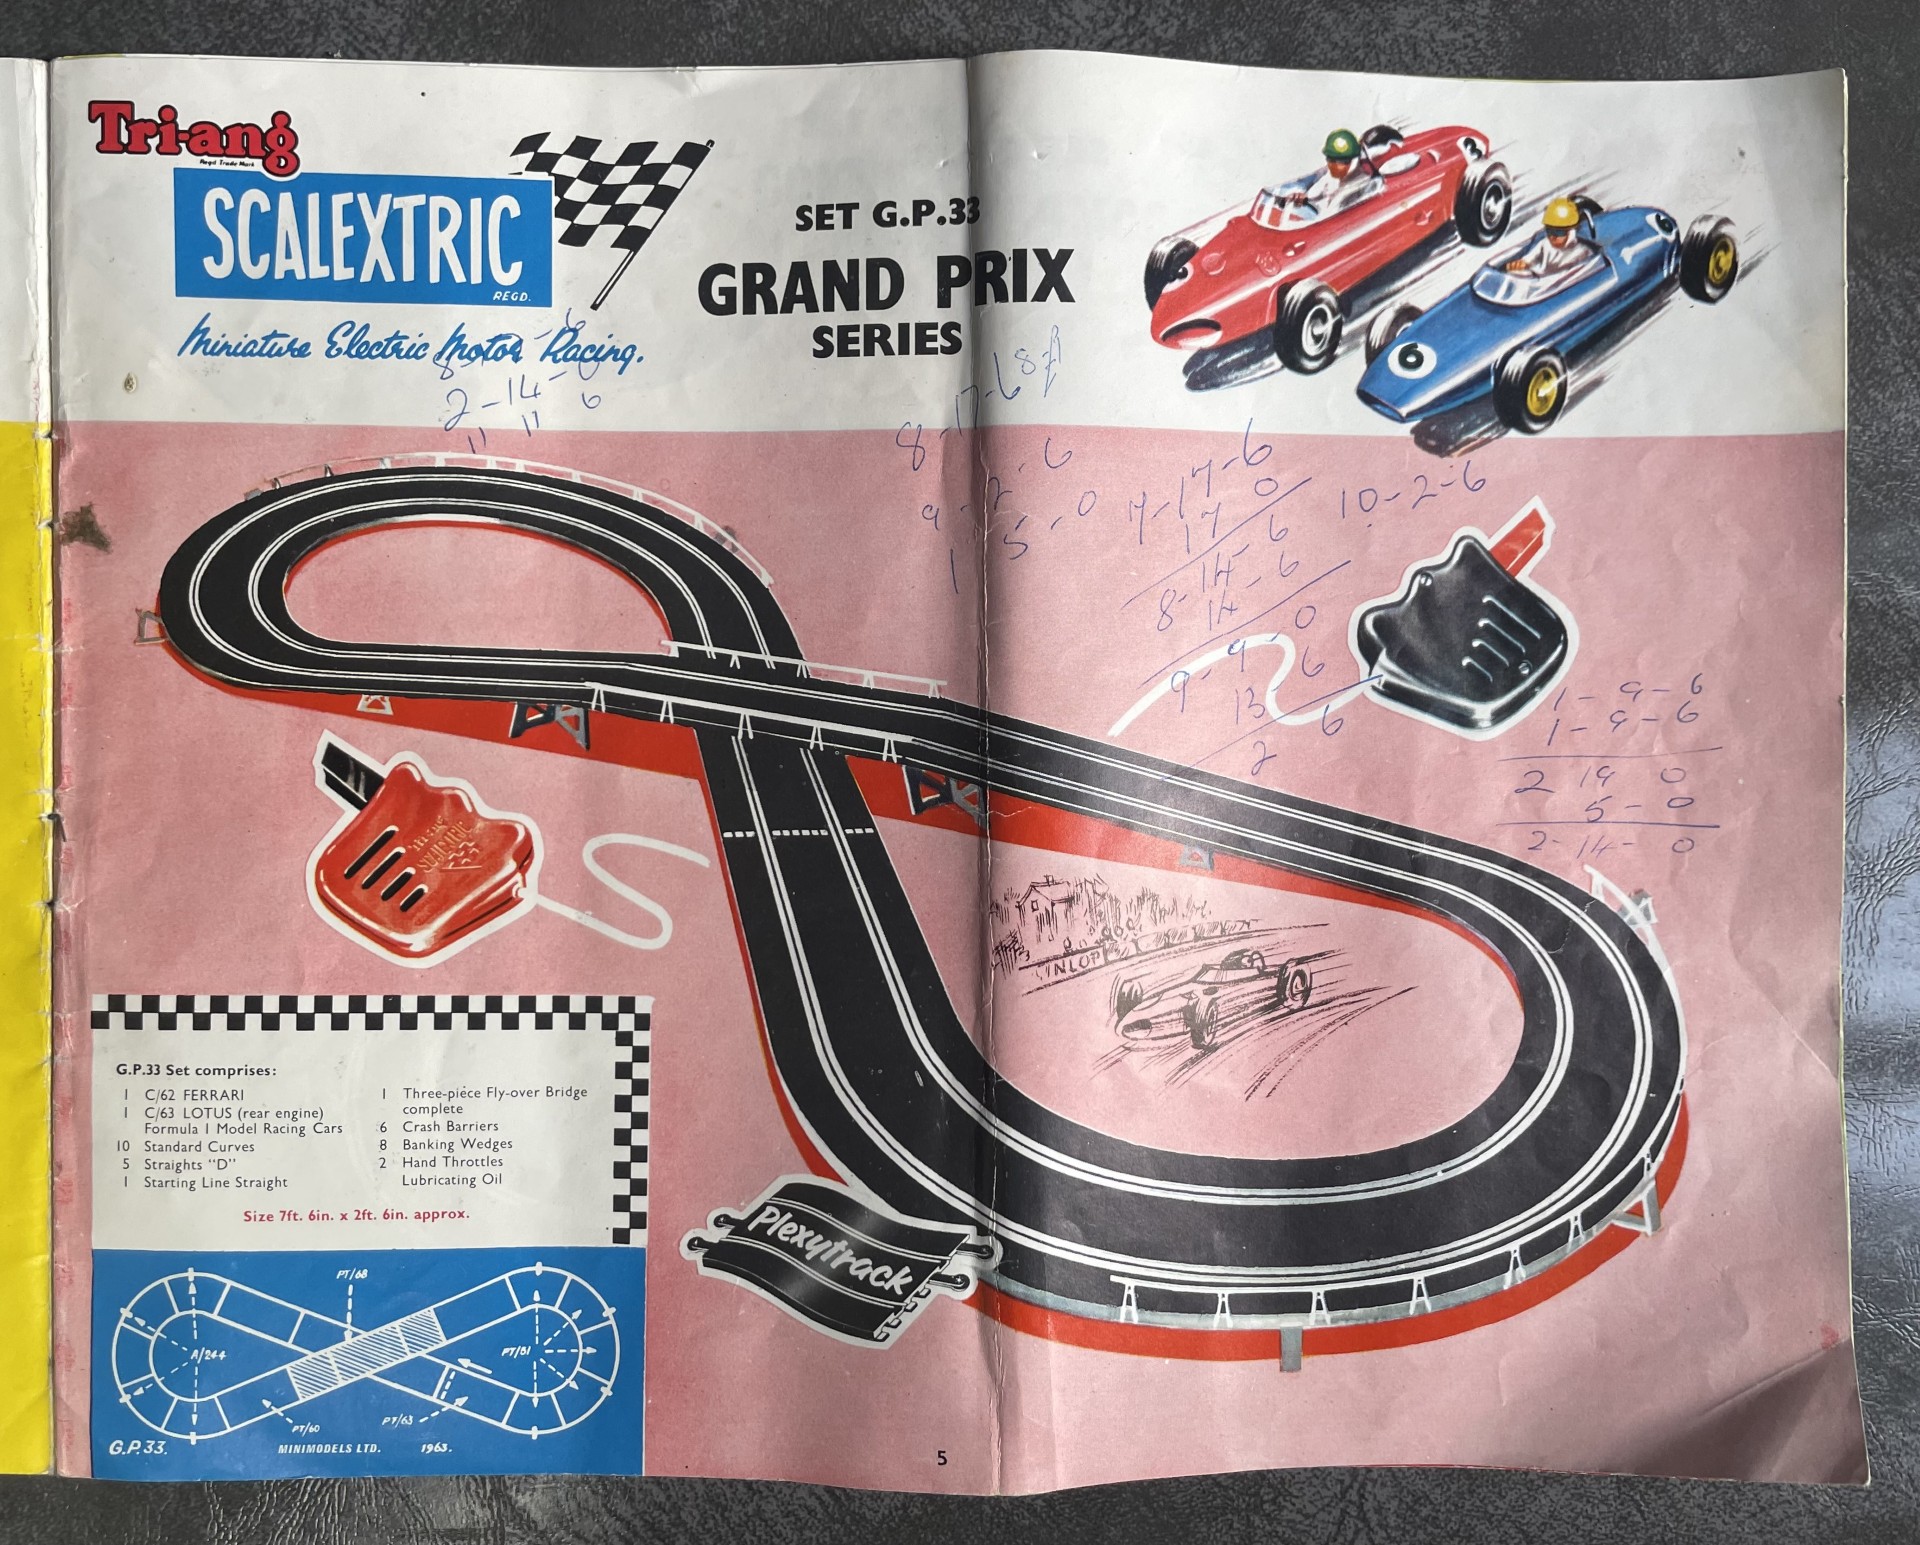 Tri-ang
Regd Trade Mark
SCALEXTRIC
REGD.
Miniature Electric Motor Racing.
SET G.P.33
GRAND PRIX
SERIES
3
6
2-14-6
11 11 6
8-17-6
9-2-6
1 5-0
7-17-6
17 0
8-14-6
14-6
9-9-0
13 6
2 6
10-2-6
1-9-6
1-9-6
2 19 0
5-0
2-14-0
G.P.33 Set comprises:
1 C/62 FERRARI
1 C/63 LOTUS (rear engine)
Formula 1 Model Racing Cars
10 Standard Curves
5 Straights "D"
1 Starting Line Straight
1 Three-piece Fly-over Bridge
complete
6 Crash Barriers
8 Banking Wedges
2 Hand Throttles
Lubricating Oil
Size 7ft. 6in. x 2ft. 6in. approx.
Plexytrack
PT/68
A/244
PT/51
PT/60
PT/63
G.P.33.
MINIMODELS LTD. 1963.
5